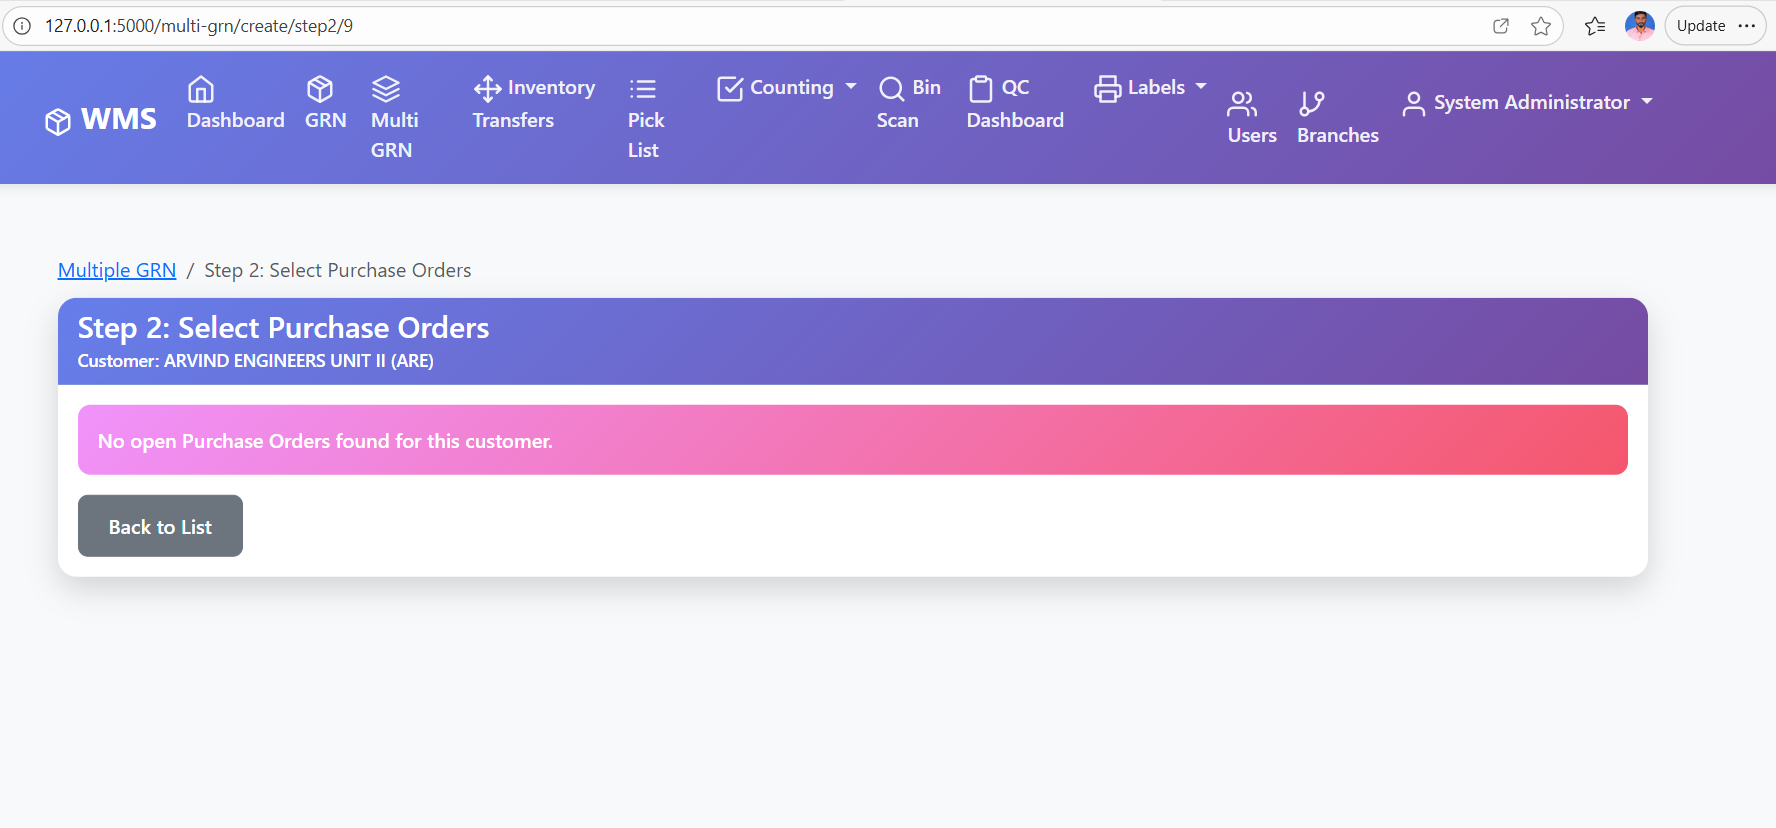 127.0.0.1:5000/multi-grn/create/step2/9
Update
WMS
Dashboard
GRN
Multi
GRN
Inventory
Transfers
Pick
List
Counting
Bin
Scan
QC
Dashboard
Labels
Users
Branches
System Administrator
Multiple GRN / Step 2: Select Purchase Orders
Step 2: Select Purchase Orders
Customer: ARVIND ENGINEERS UNIT II (ARE)
No open Purchase Orders found for this customer.
Back to List